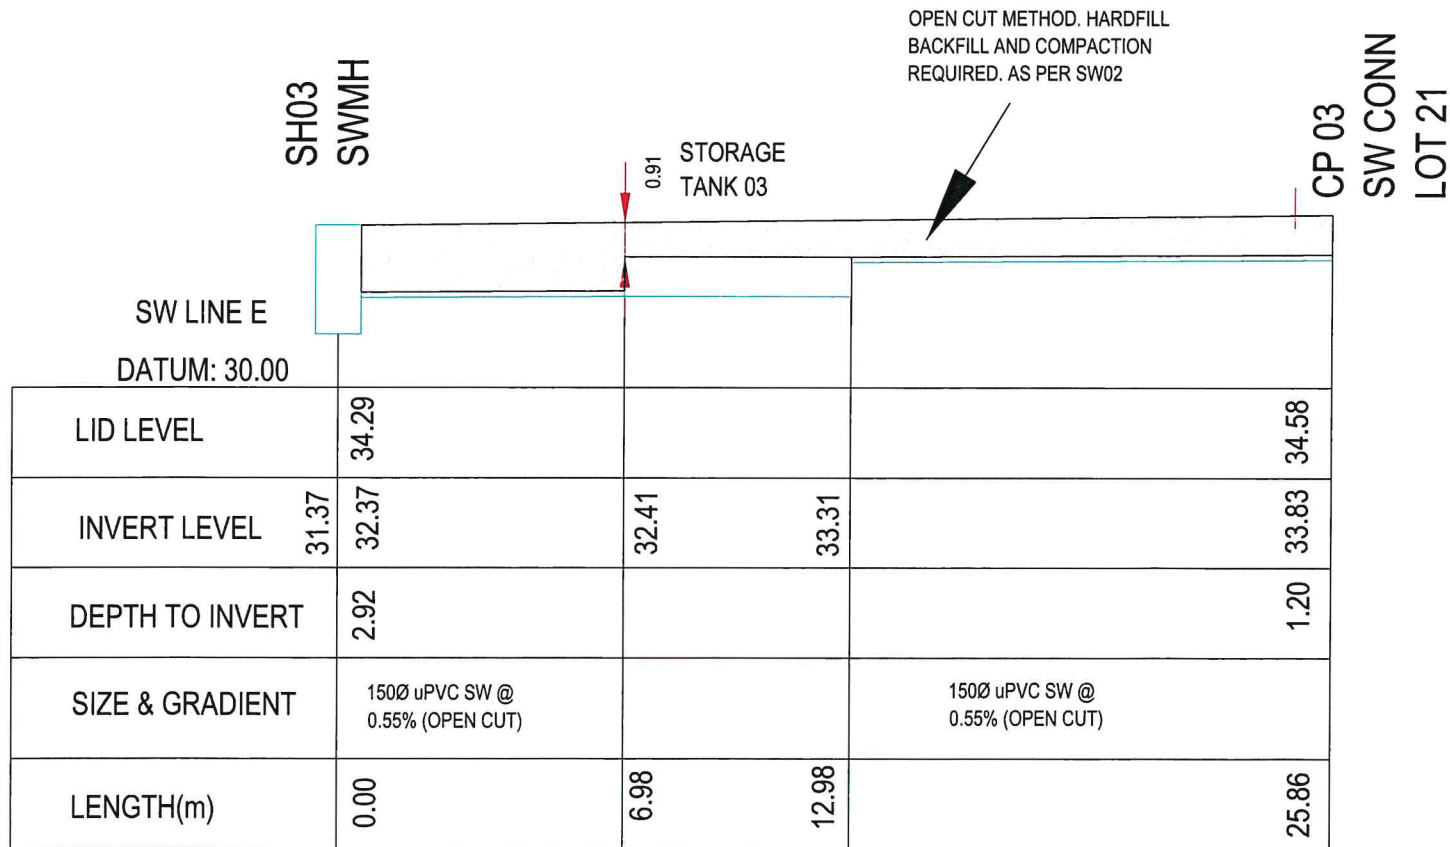 OPEN CUT METHOD. HARDFILL
BACKFILL AND COMPACTION
REQUIRED. AS PER SW02
SH03
SWMH
0.91
STORAGE
TANK 03
CP 03
SW CONN
LOT 21
SW LINE E
DATUM: 30.00
LID LEVEL
34.29
34.58
INVERT LEVEL
31.37
32.37
32.41
33.31
33.83
DEPTH TO INVERT
2.92
1.20
SIZE & GRADIENT
150Ø uPVC SW @
0.55% (OPEN CUT)
150Ø uPVC SW @
0.55% (OPEN CUT)
LENGTH(m)
0.00
6.98
12.98
25.86